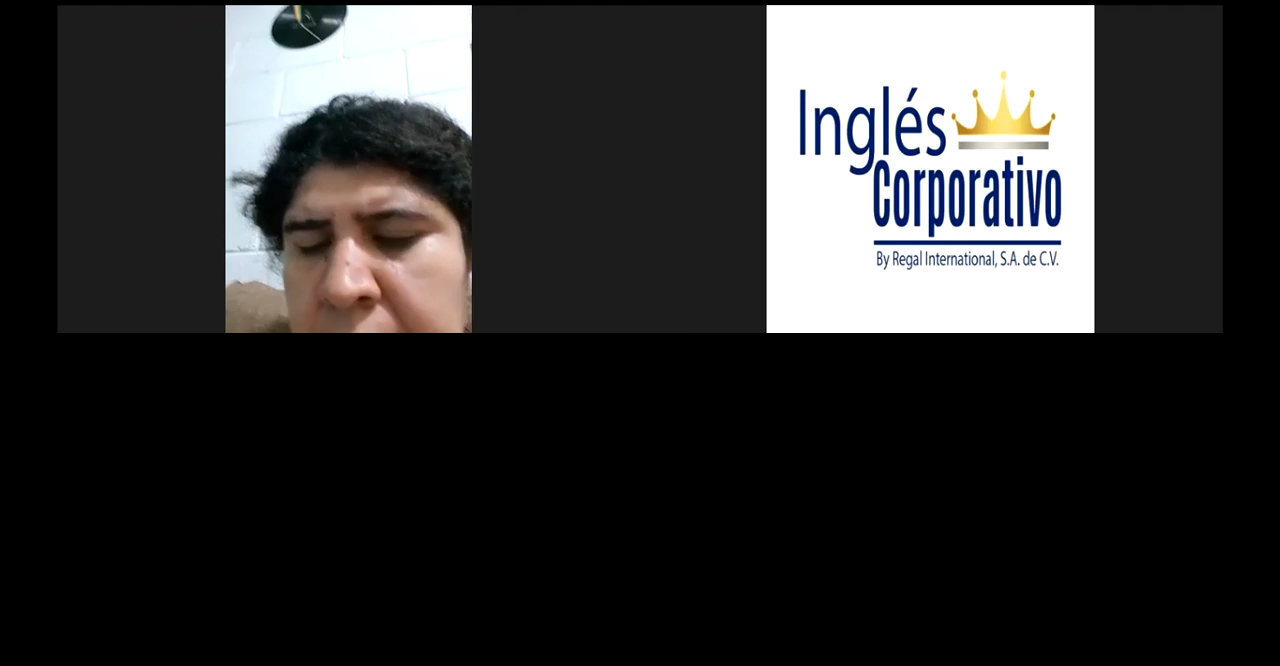 Inglés
Corporativo
By Regal International, S.A. de C.V.